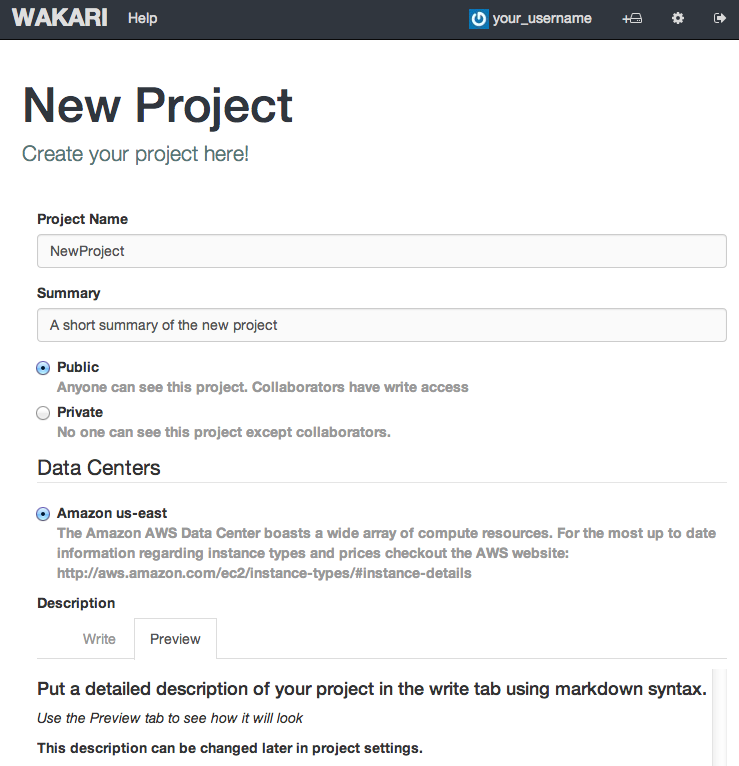 WAKARI Help your_username
New Project
Create your project here!
Project Name
NewProject
Summary
A short summary of the new project
Public
Anyone can see this project. Collaborators have write access
Private
No one can see this project except collaborators.
Data Centers
Amazon us-east
The Amazon AWS Data Center boasts a wide array of compute resources. For the most up to date
information regarding instance types and prices checkout the AWS website:
http://aws.amazon.com/ec2/instance-types/#instance-details
Description
Write Preview
Put a detailed description of your project in the write tab using markdown syntax.
Use the Preview tab to see how it will look
This description can be changed later in project settings.